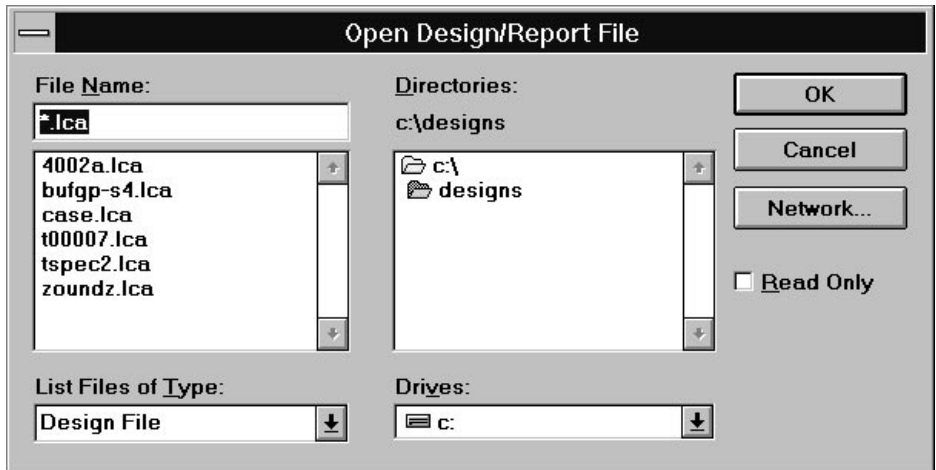 Open Design/Report File
File Name:
*.lca
4002a.lca
bufgp-s4.lca
case.lca
t00007.lca
tspec2.lca
zoundz.lca
List Files of Type:
Design File
Directories:
c:\designs
c:\
designs
Drives:
c:
OK
Cancel
Network...
Read Only